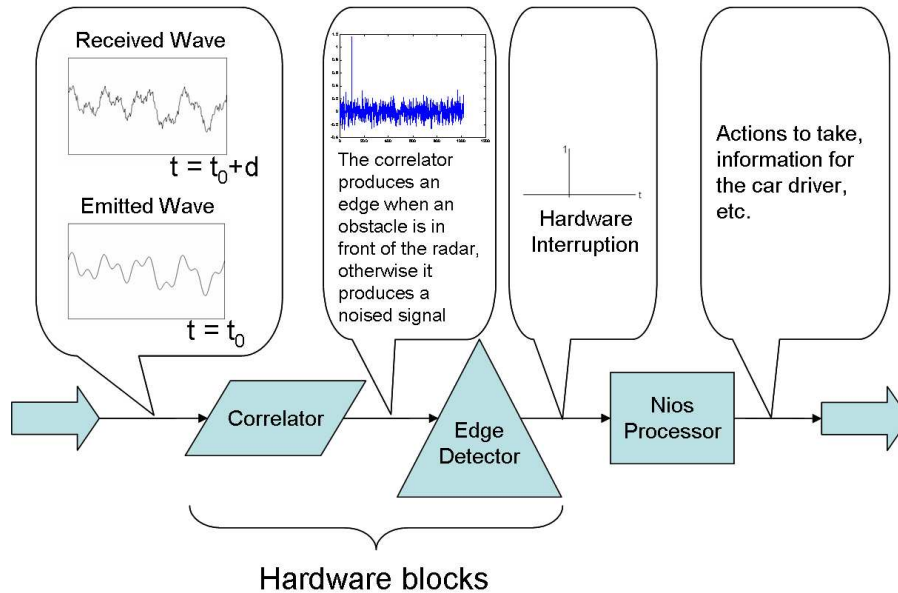 Received Wave
t = t₀+d
Emitted Wave
t = t₀
The correlator
produces an
edge when an
obstacle is in
front of the radar,
otherwise it
produces a
noised signal
1
t
Hardware
Interruption
Actions to take,
information for
the car driver,
etc.
Correlator
Edge
Detector
Nios
Processor
Hardware blocks